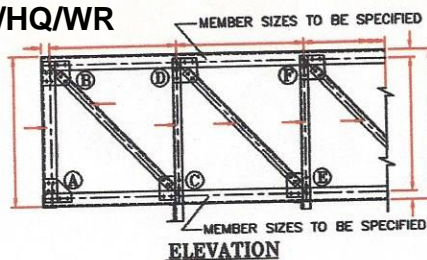 /HQ/WR
MEMBER SIZES TO BE SPECIFIED
B D F
A C E
MEMBER SIZES TO BE SPECIFIED
ELEVATION